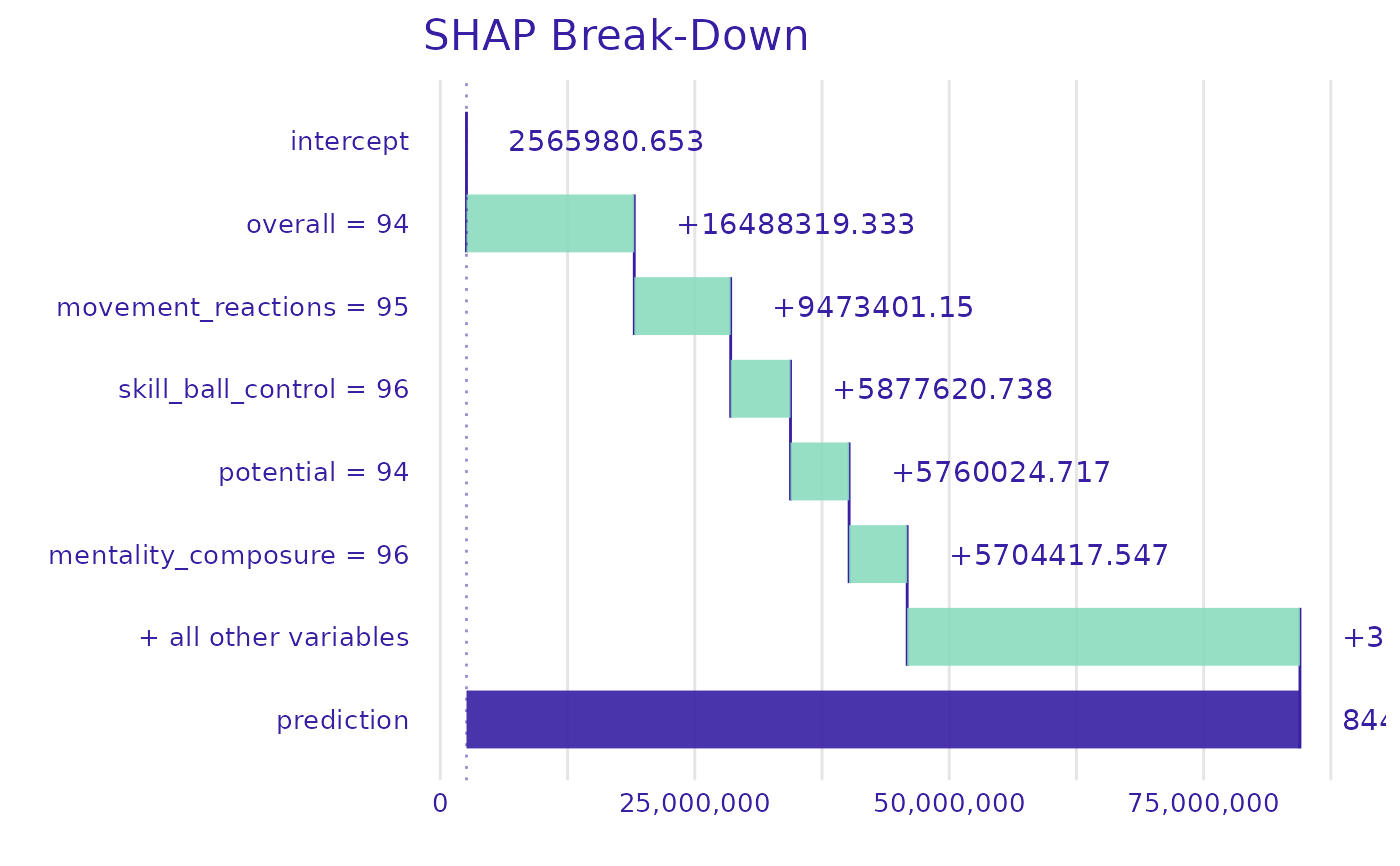 SHAP Break-Down
intercept 2565980.653
overall = 94 +16488319.333
movement_reactions = 95 +9473401.15
skill_ball_control = 96 +5877620.738
potential = 94 +5760024.717
mentality_composure = 96 +5704417.547
+ all other variables +3
prediction 844
0 25,000,000 50,000,000 75,000,000